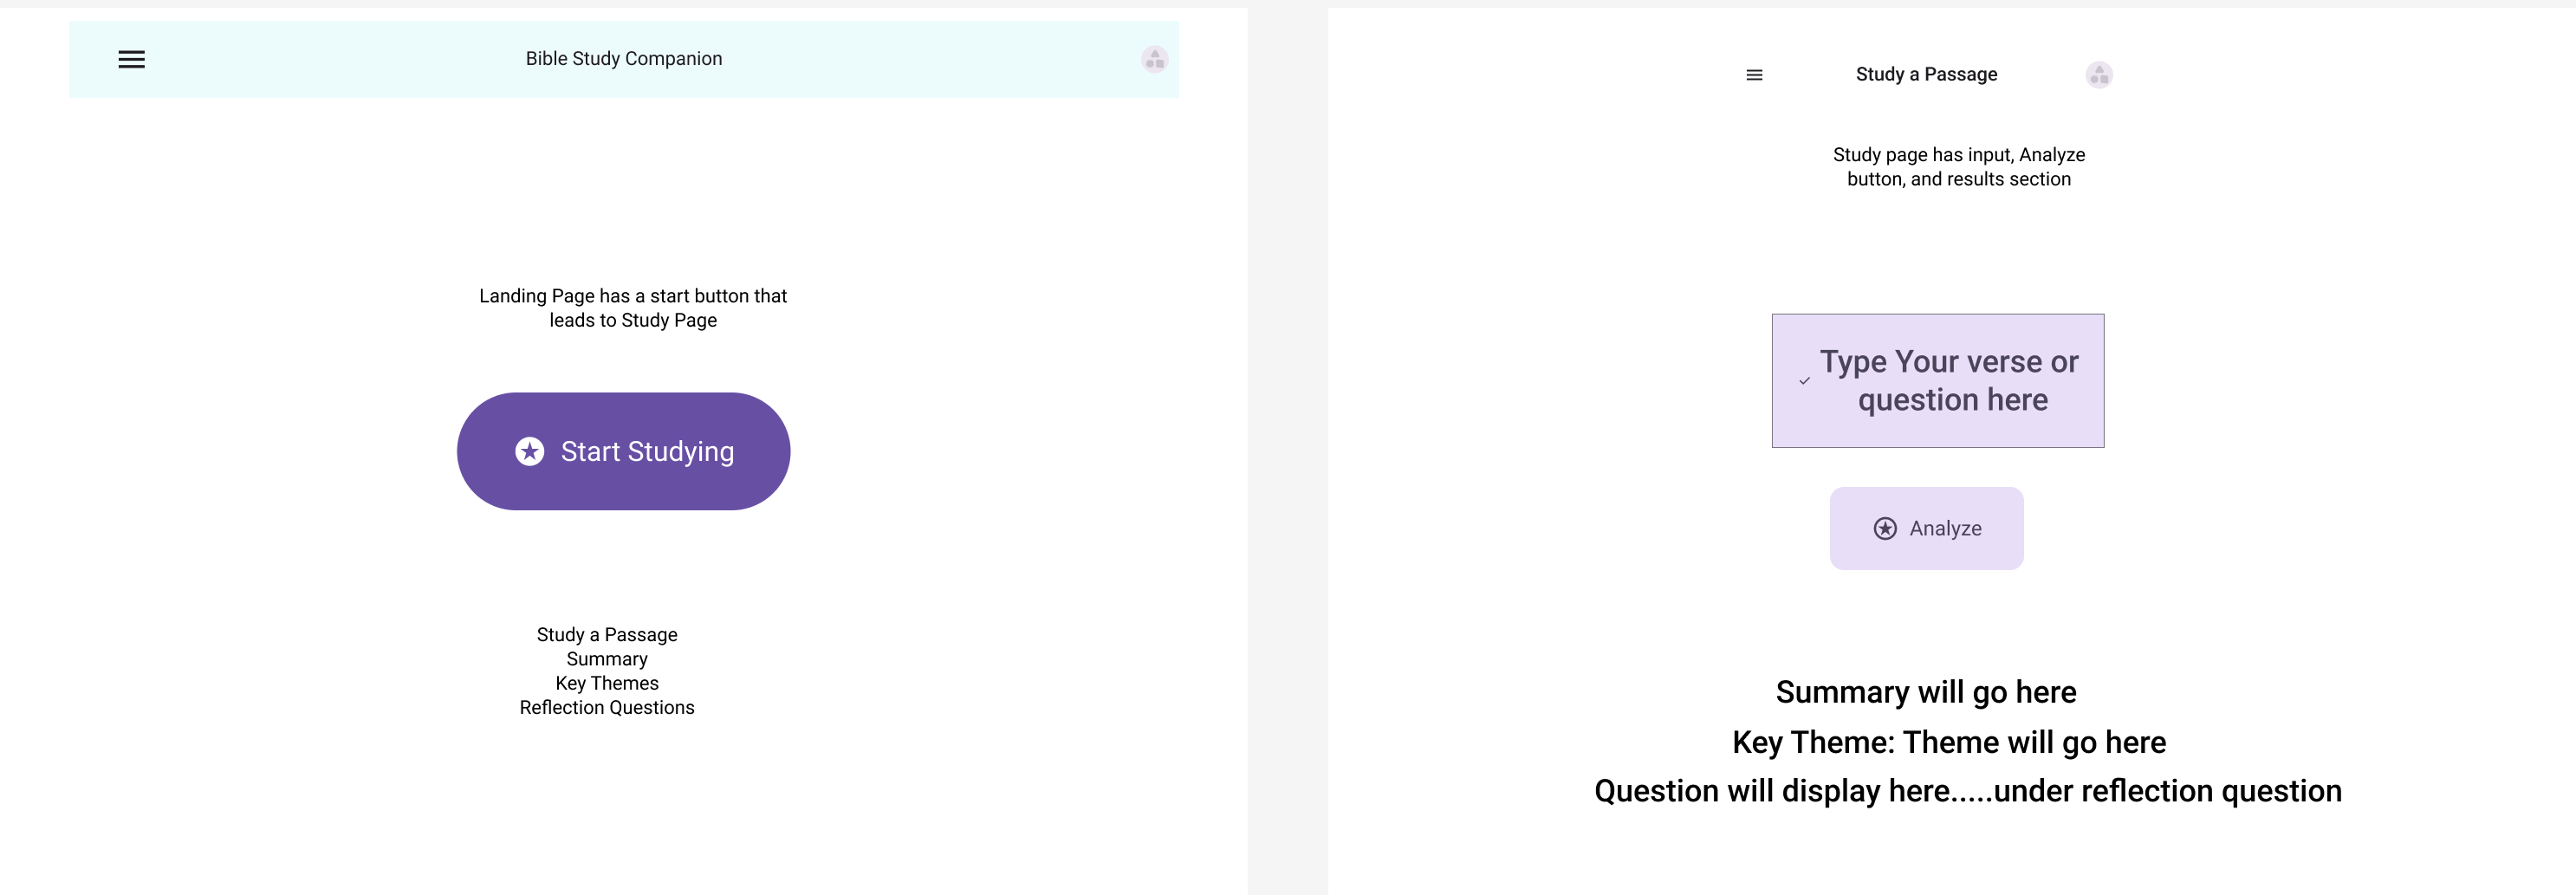 Bible Study Companion
Landing Page has a start button that
leads to Study Page
Start Studying
Study a Passage
Summary
Key Themes
Reflection Questions
Study a Passage
Study page has input, Analyze
button, and results section
Type Your verse or
question here
Analyze
Summary will go here
Key Theme: Theme will go here
Question will display here.....under reflection question